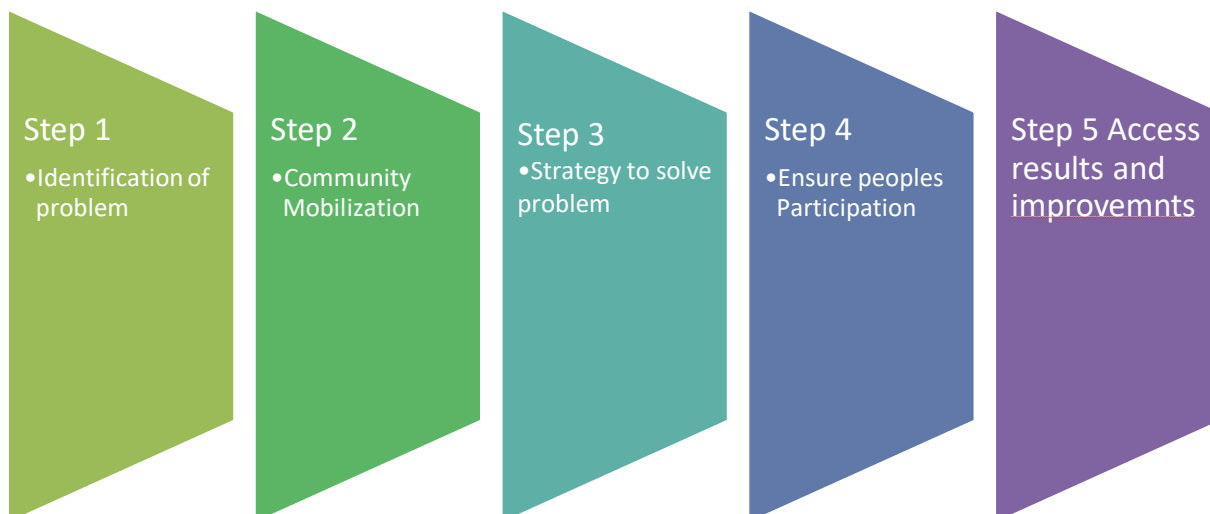 Step 1
•Identification of
problem
Step 2
•Community
Mobilization
Step 3
•Strategy to solve
problem
Step 4
•Ensure peoples
Participation
Step 5 Access
results and
improvemnts